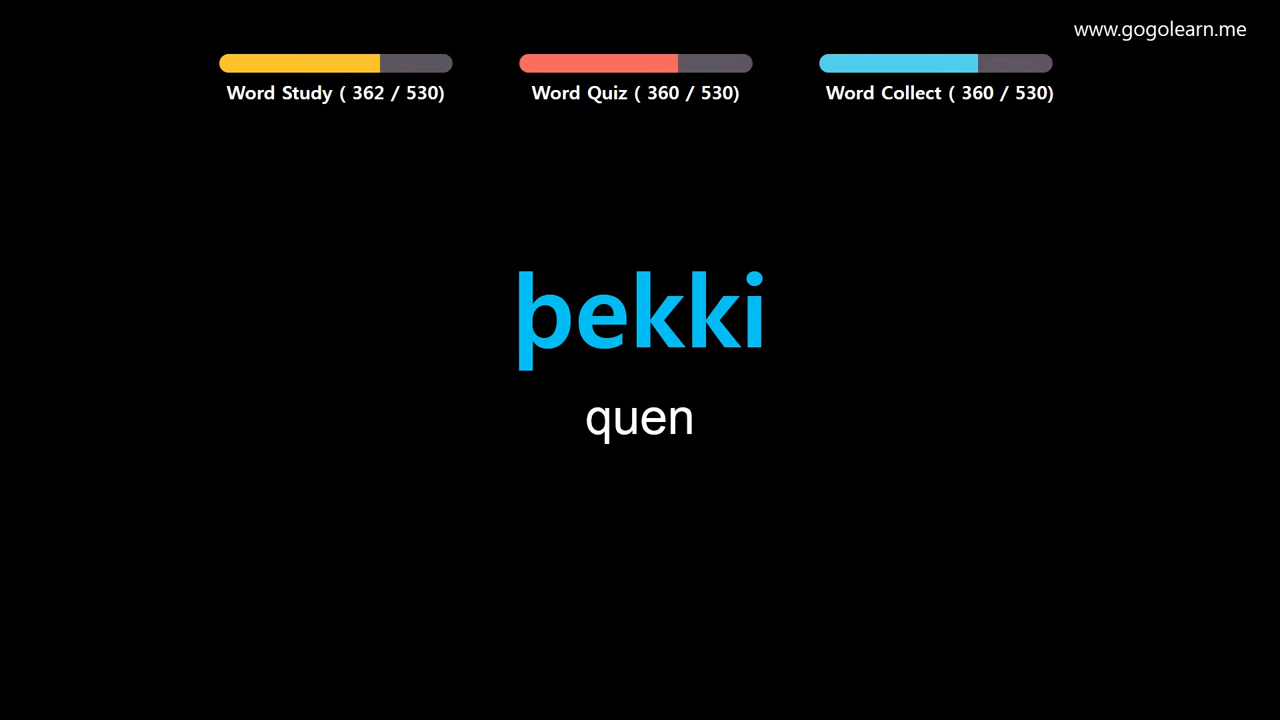 www.gogolearn.me
Word Study ( 362 / 530)
Word Quiz ( 360 / 530)
Word Collect ( 360 / 530)
þekki
quen